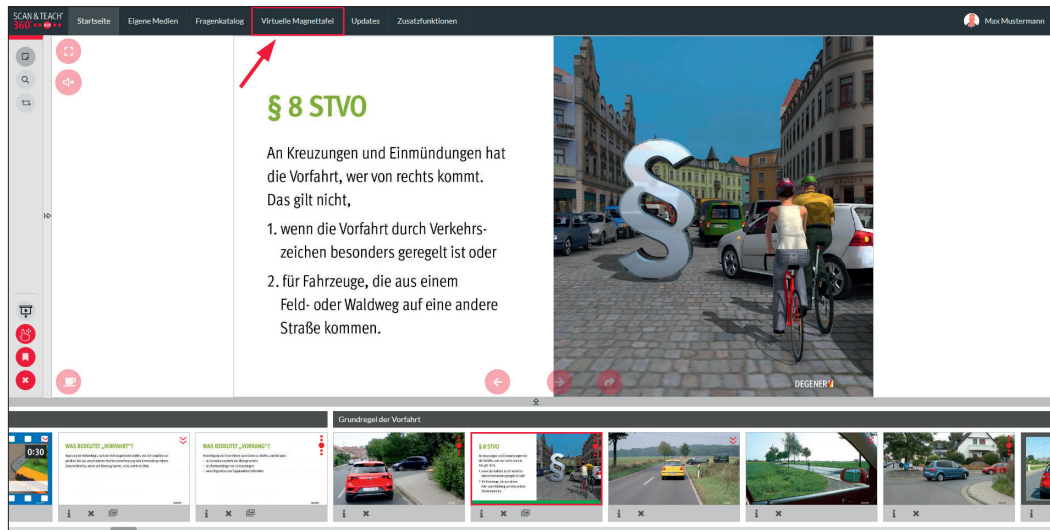 SCAN & TEACH®
360°
Startseite
Eigene Medien
Fragenkatalog
Virtuelle Magnettafel
Updates
Zusatzfunktionen
Max Mustermann
§ 8 STVO
An Kreuzungen und Einmündungen hat
die Vorfahrt, wer von rechts kommt.
Das gilt nicht,
1. wenn die Vorfahrt durch Verkehrs-
zeichen besonders geregelt ist oder
2. für Fahrzeuge, die aus einem
Feld- oder Waldweg auf eine andere
Straße kommen.
§
DEGENER
Grundregel der Vorfahrt
0:30
WAS BEDEUTET „VORFAHRT"?
WAS BEDEUTET „VORRANG"?
§ 8 STVO